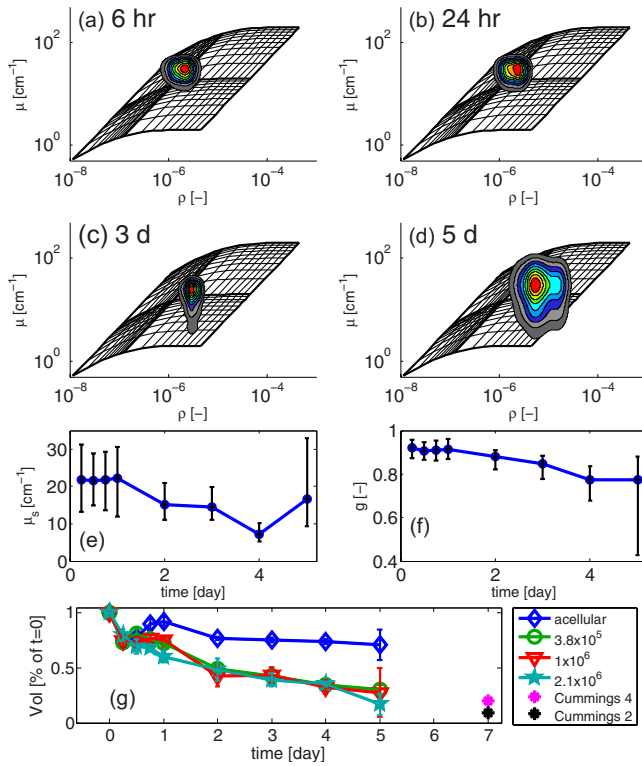 (a) 6 hr
(b) 24 hr
μ [cm⁻¹]
10²
10⁰
10⁻⁸ 10⁻⁶ 10⁻⁴
ρ [−]
μ [cm⁻¹]
10²
10⁰
10⁻⁸ 10⁻⁶ 10⁻⁴
ρ [−]
(c) 3 d
(d) 5 d
μ [cm⁻¹]
10²
10⁰
10⁻⁸ 10⁻⁶ 10⁻⁴
ρ [−]
μ [cm⁻¹]
10²
10⁰
10⁻⁸ 10⁻⁶ 10⁻⁴
ρ [−]
μₛ [cm⁻¹]
30
20
10
0
(e)
0 2 4
time [day]
g [−]
1
0.8
0.6
0.4
(f)
0 2 4
time [day]
Vol [% of t=0]
1
0.5
0
(g)
0 1 2 3 4 5 6 7
time [day]
acellular
3.8x10⁵
1x10⁶
2.1x10⁶
Cummings 4
Cummings 2